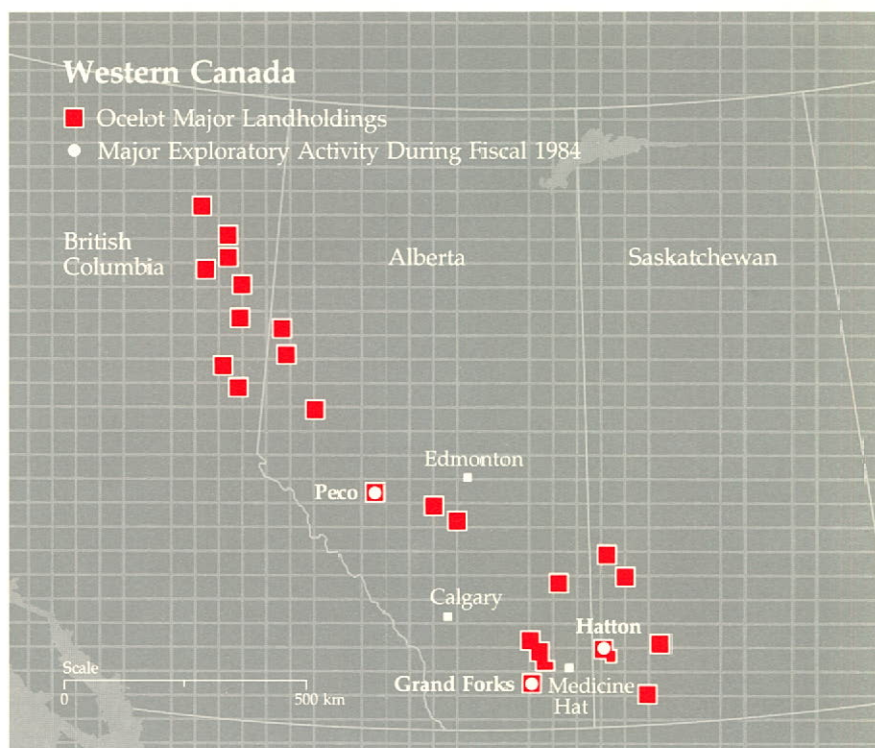 Western Canada
Ocelot Major Landholdings
Major Exploratory Activity During Fiscal 1984
British
Columbia
Alberta
Saskatchewan
Edmonton
Peco
Calgary
Hatton
Scale
0
500 km
Grand Forks
Medicine
Hat